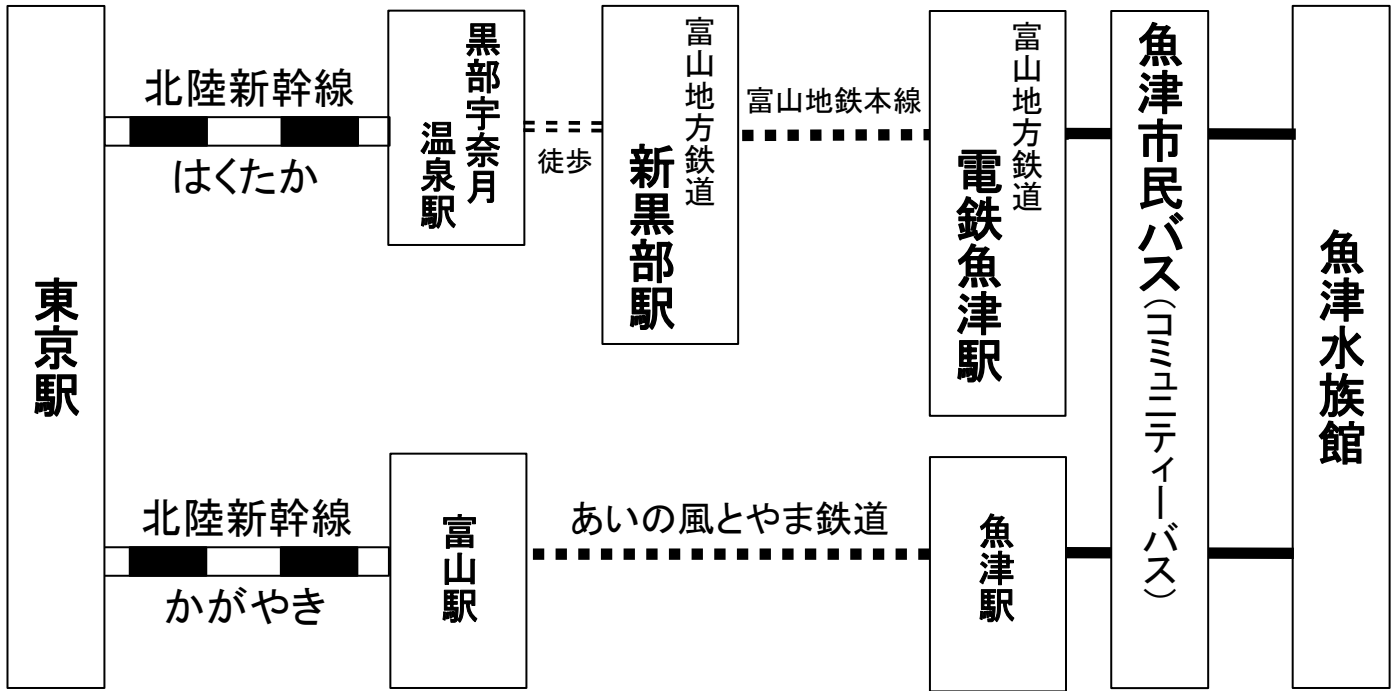 東京駅
北陸新幹線
はくたか
黒部宇奈月
温泉駅
徒歩
富山地方鉄道
新黒部駅
富山地鉄本線
富山地方鉄道
電鉄魚津駅
魚津市民バス(コミュニティーバス)
魚津水族館
北陸新幹線
かがやき
富山駅
あいの風とやま鉄道
魚津駅